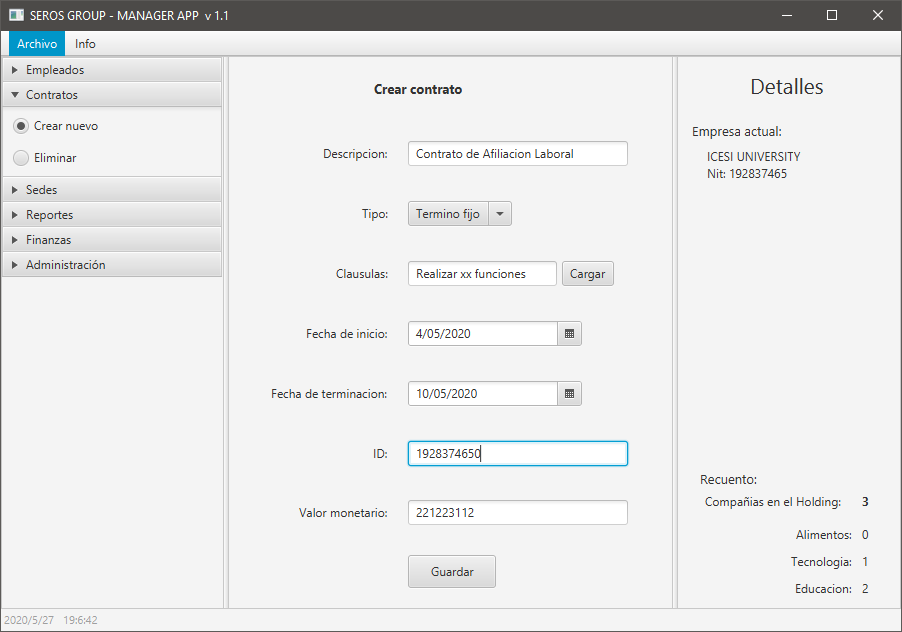 SEROS GROUP - MANAGER APP v 1.1
Archivo Info
Empleados
Contratos
Crear nuevo
Eliminar
Sedes
Reportes
Finanzas
Administración
Crear contrato
Descripcion: Contrato de Afiliacion Laboral
Tipo: Termino fijo
Clausulas: Realizar xx funciones Cargar
Fecha de inicio: 4/05/2020
Fecha de terminacion: 10/05/2020
ID: 1928374650
Valor monetario: 221223112
Guardar
Detalles
Empresa actual:
ICESI UNIVERSITY
Nit: 192837465
Recuento:
Compañias en el Holding: 3
Alimentos: 0
Tecnologia: 1
Educacion: 2
2020/5/27 19:6:42